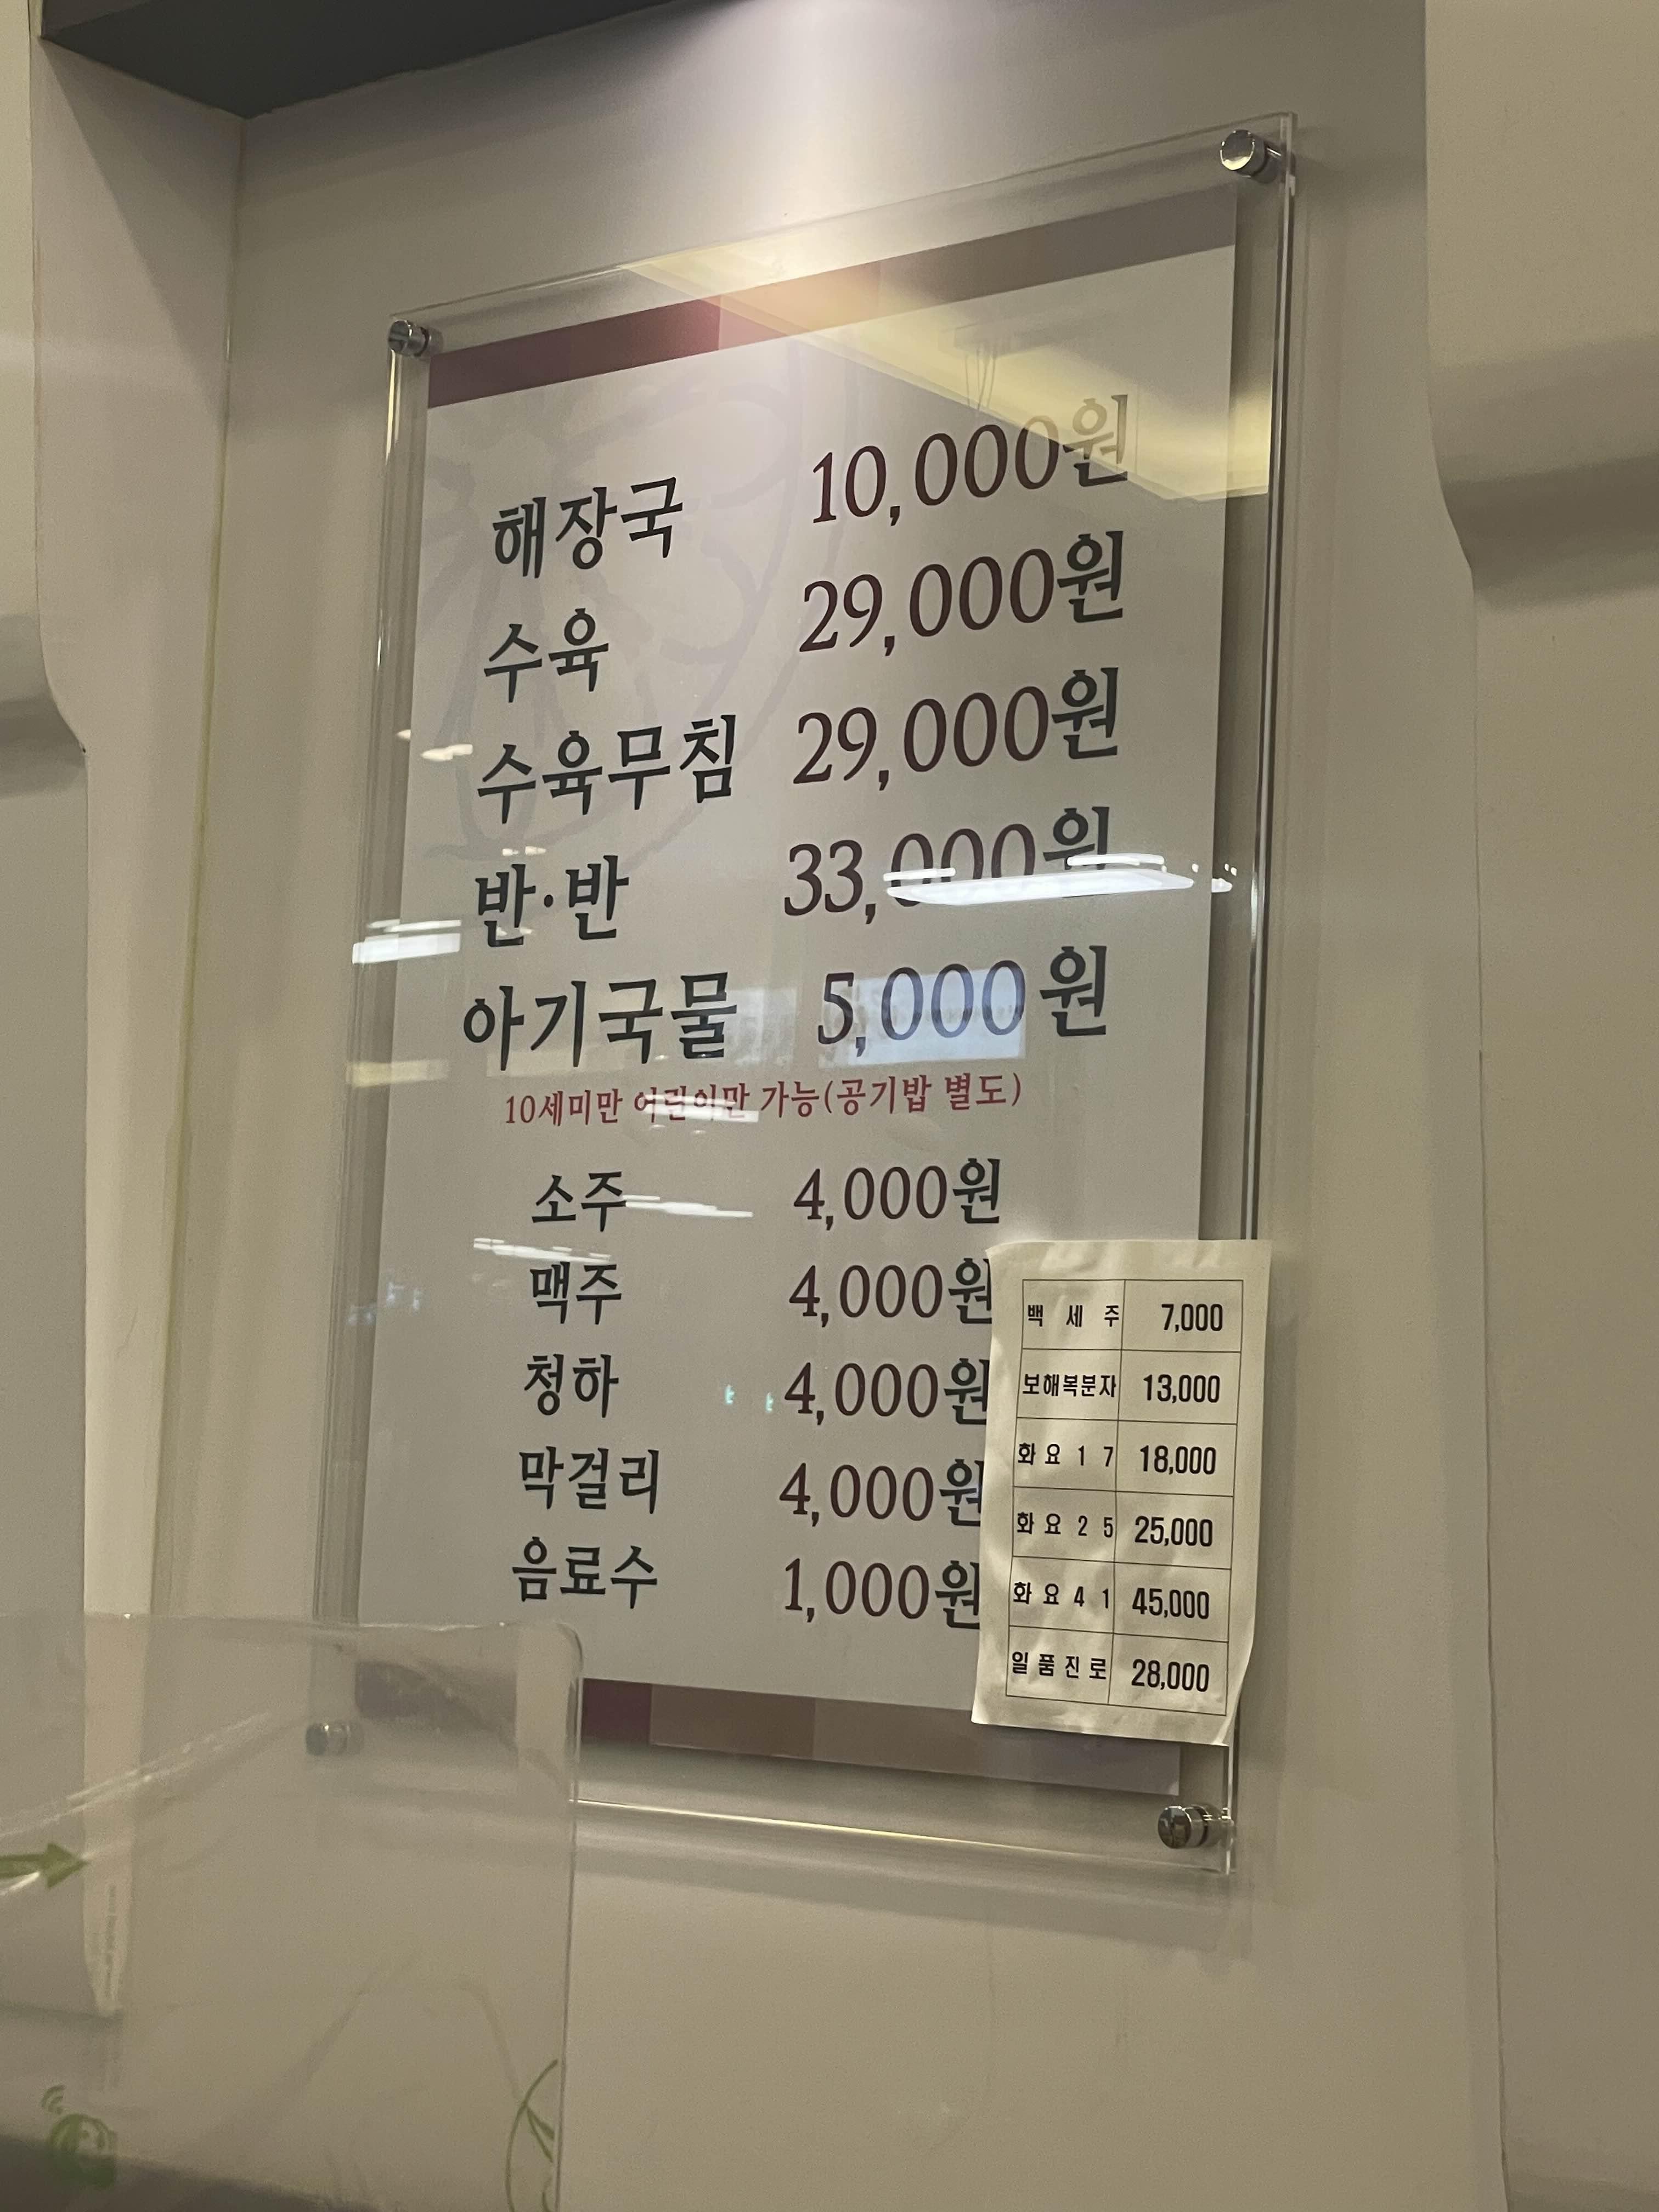 해장국 10,000원
수육 29,000원
수육무침 29,000원
반·반 33,000원
아기국물 5,000원
10세미만 어린이만 가능(공기밥 별도)
소주 4,000원
맥주 4,000원
청하 4,000원
막걸리 4,000원
음료수 1,000원
백세주 7,000
보해복분자 13,000
화요17 18,000
화요25 25,000
화요41 45,000
일품진로 28,000